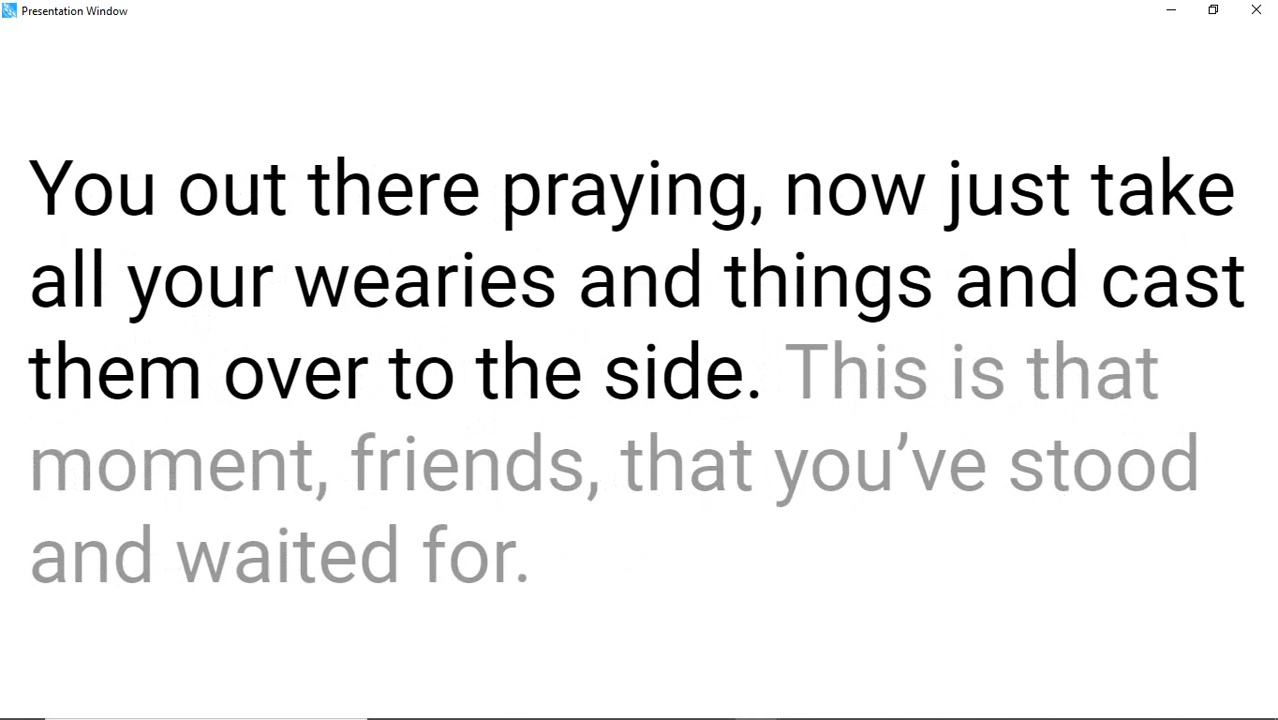 Presentation Window
You out there praying, now just take
all your wearies and things and cast
them over to the side. This is that
moment, friends, that you’ve stood
and waited for.